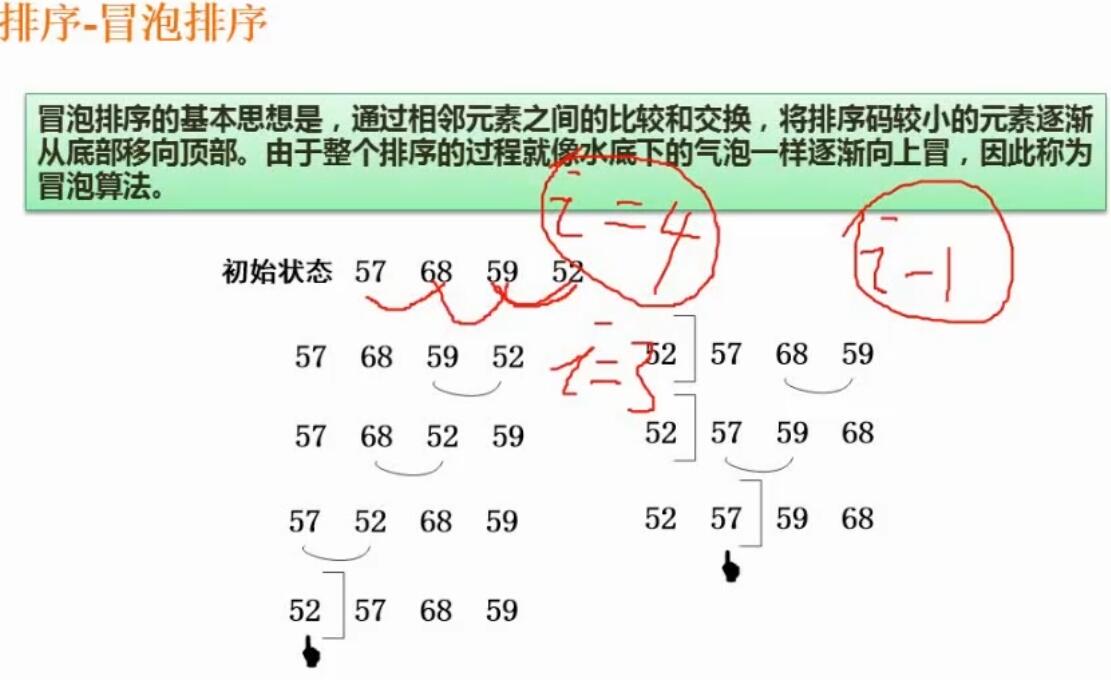 排序-冒泡排序
冒泡排序的基本思想是，通过相邻元素之间的比较和交换，将排序码较小的元素逐渐
从底部移向顶部。由于整个排序的过程就像水底下的气泡一样逐渐向上冒，因此称为
冒泡算法。
i=4
i-1
初始状态 57 68 59 52
i=3
57 68 59 52
57 68 52 59
57 52 68 59
52 57 68 59
52 57 68 59
52 57 59 68
52 57 59 68